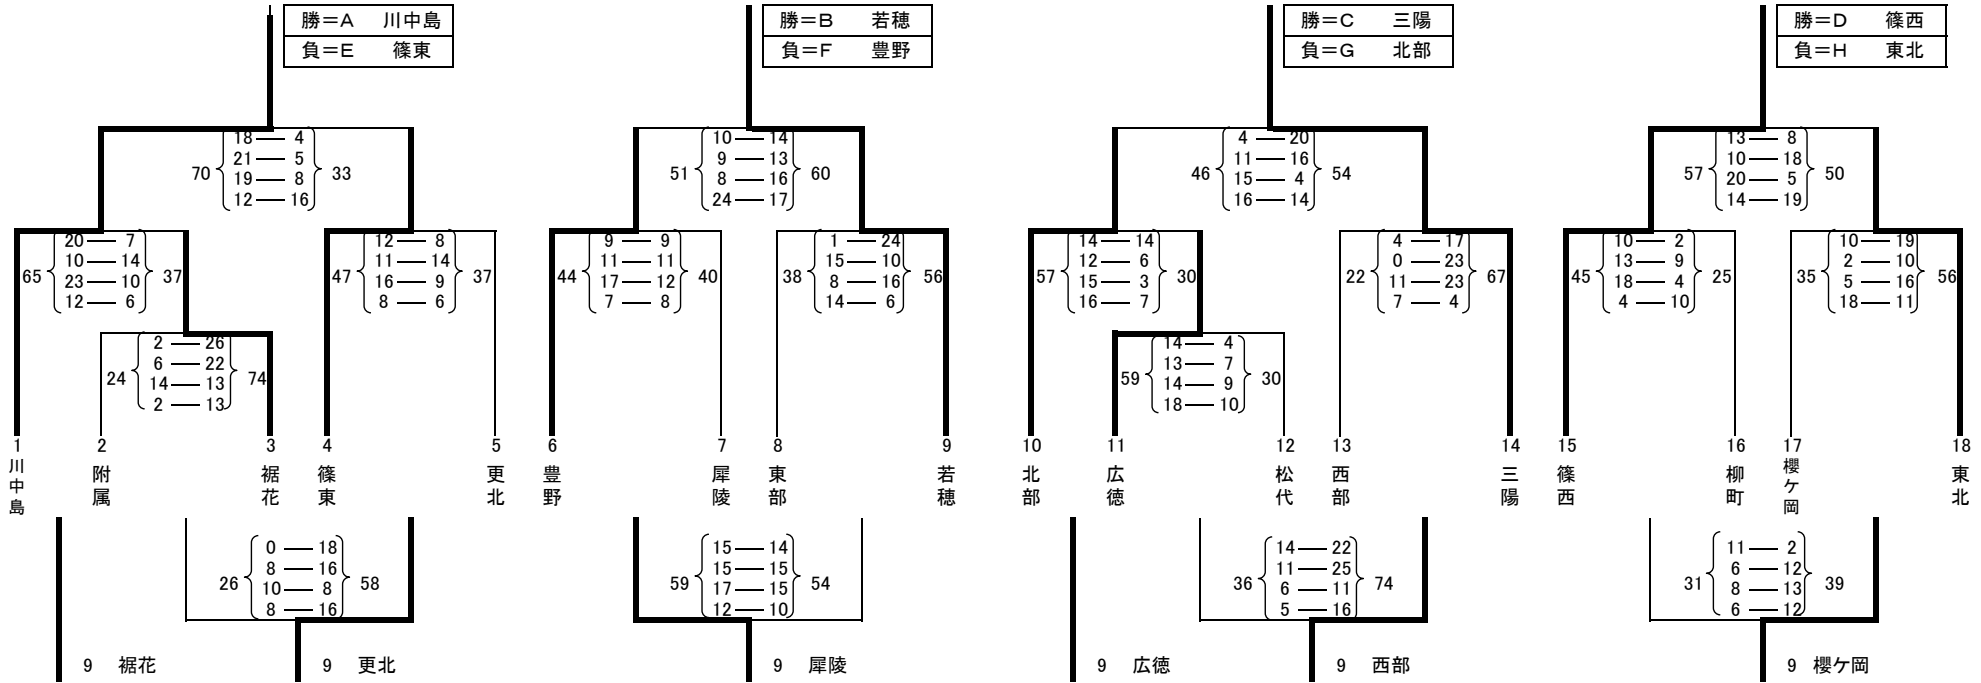 勝＝A 川中島
負＝E 篠東
勝＝B 若穂
負＝F 豊野
勝＝C 三陽
負＝G 北部
勝＝D 篠西
負＝H 東北
18 — 4
21 — 5
19 — 8
12 — 16
70
33
10 — 14
9 — 13
8 — 16
24 — 17
51
60
4 — 20
11 — 16
15 — 4
16 — 14
46
54
13 — 8
10 — 18
20 — 5
14 — 19
57
50
20 — 7
10 — 14
23 — 10
12 — 6
65
37
12 — 8
11 — 14
16 — 9
8 — 6
47
37
9 — 9
11 — 11
17 — 12
7 — 8
44
40
1 — 24
15 — 10
8 — 16
14 — 6
38
56
14 — 14
12 — 6
15 — 3
16 — 7
57
30
4 — 17
0 — 23
11 — 23
7 — 4
22
67
10 — 2
13 — 9
18 — 4
4 — 10
45
25
10 — 19
2 — 10
5 — 16
18 — 11
35
56
2 — 26
6 — 22
14 — 13
2 — 13
24
74
14 — 4
13 — 7
14 — 9
18 — 10
59
30
1 川中島
2 附属
3 裾花
4 篠東
5 更北
6 豊野
7 犀陵
8 東部
9 若穂
10 北部
11 広徳
12 松代
13 西部
14 三陽
15 篠西
16 柳町
17 櫻ケ岡
18 東北
0 — 18
8 — 16
10 — 8
8 — 16
26
58
15 — 14
15 — 15
17 — 15
12 — 10
59
54
14 — 22
11 — 25
6 — 11
5 — 16
36
74
11 — 2
6 — 12
8 — 13
6 — 12
31
39
9 裾花
9 更北
9 犀陵
9 広徳
9 西部
9 櫻ケ岡